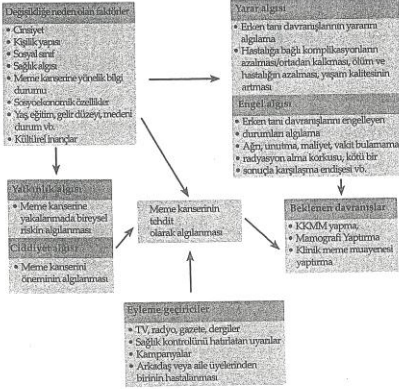 Değişikliğe neden olan faktörler
• Cinsiyet
• Kişilik yapısı
• Sosyal sınıf
• Sağlık algısı
• Meme kanserine yönelik bilgi
durumu
• Sosyoekonomik özellikler
• Yaş, eğitim, gelir düzeyi, medeni
durum vb.
• Kültürel inançlar
Yarar algısı
• Erken tanı davranışlarının yararını
algılama
• Hastalığa bağlı komplikasyonların
azalması/ortadan kalkması, ölüm ve
hastalığın azalması, yaşam kalitesinin
artması
Engel algısı
• Erken tanı davranışlarını engelleyen
• durumları algılama
• Ağrı, unutma, maliyet, vakit bulamama
• radyasyon alma korkusu, kötü bir
• sonuçla karşılaşma endişesi vb.
Yatkınlık algısı
• Meme kanserine
yakalanmada bireysel
riskin algılanması
Ciddiyet algısı
• Meme kanserini
öneminin algılanması
Meme kanserinin
tehdit
olarak algılanması
Beklenen davranışlar
• KKMM yapma,
• Mamografi Yaptırma
• Klinik meme muayenesi
yaptırma
Eyleme geçiriciler
• TV, radyo, gazete, dergiler
• Sağlık kontrolünü hatırlatan uyarılar
• Kampanyalar
• Arkadaş veya aile üyelerinden
birinin hastalanması